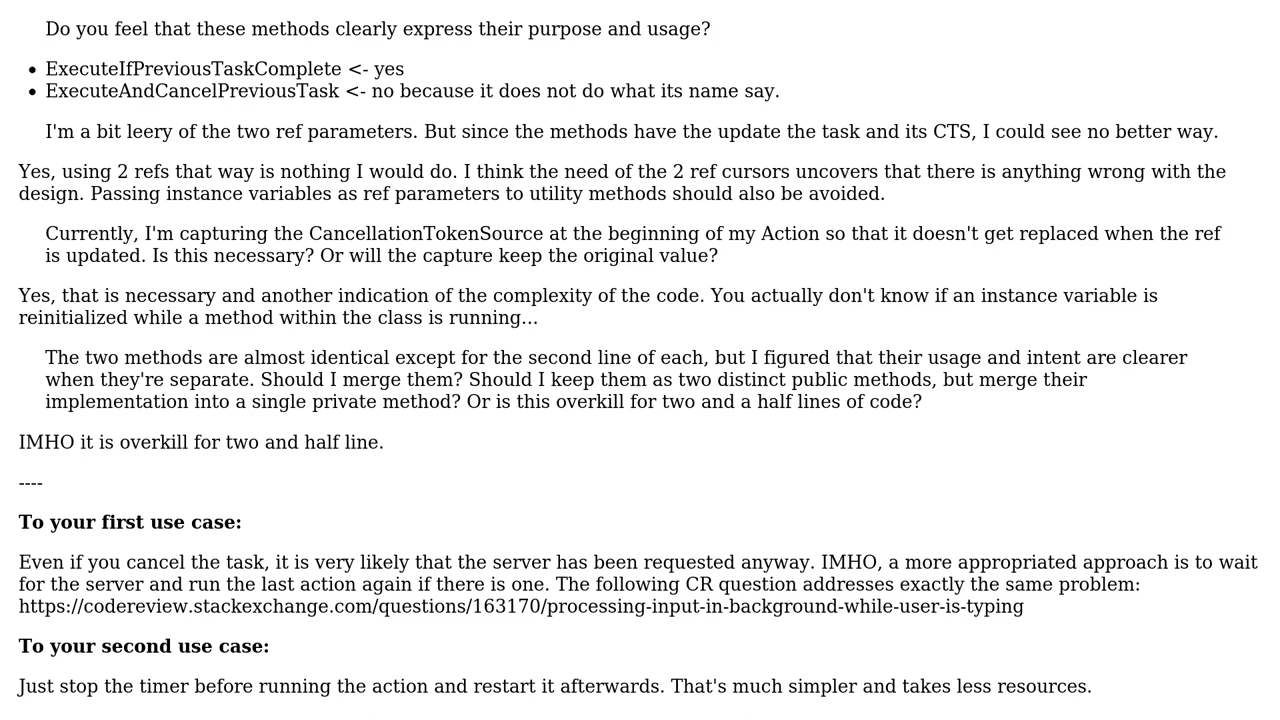 Do you feel that these methods clearly express their purpose and usage?
• ExecuteIfPreviousTaskComplete <- yes
• ExecuteAndCancelPreviousTask <- no because it does not do what its name say.
I'm a bit leery of the two ref parameters. But since the methods have the update the task and its CTS, I could see no better way.
Yes, using 2 refs that way is nothing I would do. I think the need of the 2 ref cursors uncovers that there is anything wrong with the
design. Passing instance variables as ref parameters to utility methods should also be avoided.
Currently, I'm capturing the CancellationTokenSource at the beginning of my Action so that it doesn't get replaced when the ref
is updated. Is this necessary? Or will the capture keep the original value?
Yes, that is necessary and another indication of the complexity of the code. You actually don't know if an instance variable is
reinitialized while a method within the class is running...
The two methods are almost identical except for the second line of each, but I figured that their usage and intent are clearer
when they're separate. Should I merge them? Should I keep them as two distinct public methods, but merge their
implementation into a single private method? Or is this overkill for two and a half lines of code?
IMHO it is overkill for two and half line.
----
To your first use case:
Even if you cancel the task, it is very likely that the server has been requested anyway. IMHO, a more appropriated approach is to wait
for the server and run the last action again if there is one. The following CR question addresses exactly the same problem:
https://codereview.stackexchange.com/questions/163170/processing-input-in-background-while-user-is-typing
To your second use case:
Just stop the timer before running the action and restart it afterwards. That's much simpler and takes less resources.